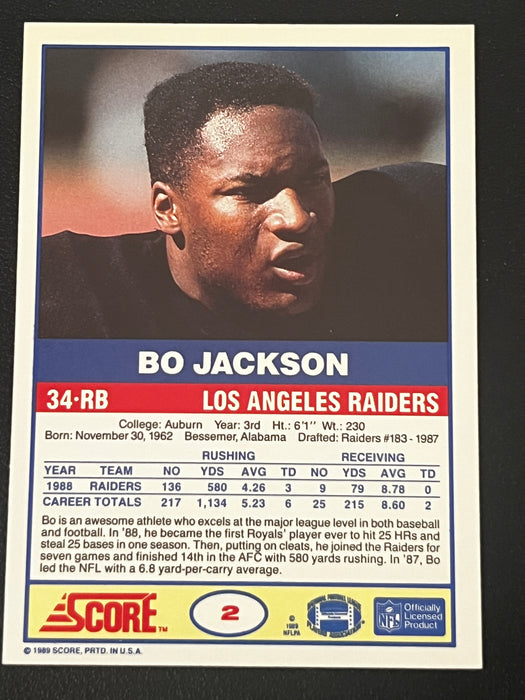 BO JACKSON
34·RB LOS ANGELES RAIDERS
College: Auburn Year: 3rd Ht.: 6'1" Wt.: 230
Born: November 30, 1962 Bessemer, Alabama Drafted: Raiders #183 - 1987
RUSHING RECEIVING
YEAR TEAM NO YDS AVG TD NO YDS AVG TD
1988 RAIDERS 136 580 4.26 3 9 79 8.78 0
CAREER TOTALS 217 1,134 5.23 6 25 215 8.60 2
Bo is an awesome athlete who excels at the major league level in both baseball
and football. In '88, he became the first Royals' player ever to hit 25 HRs and
steal 25 bases in one season. Then, putting on cleats, he joined the Raiders for
seven games and finished 14th in the AFC with 580 yards rushing. In '87, Bo
led the NFL with a 6.8 yard-per-carry average.
SCORE™ 2
©
1989
NFLPA
NFL
Officially
Licensed
Product
© 1989 SCORE, PRTD. IN U.S.A.